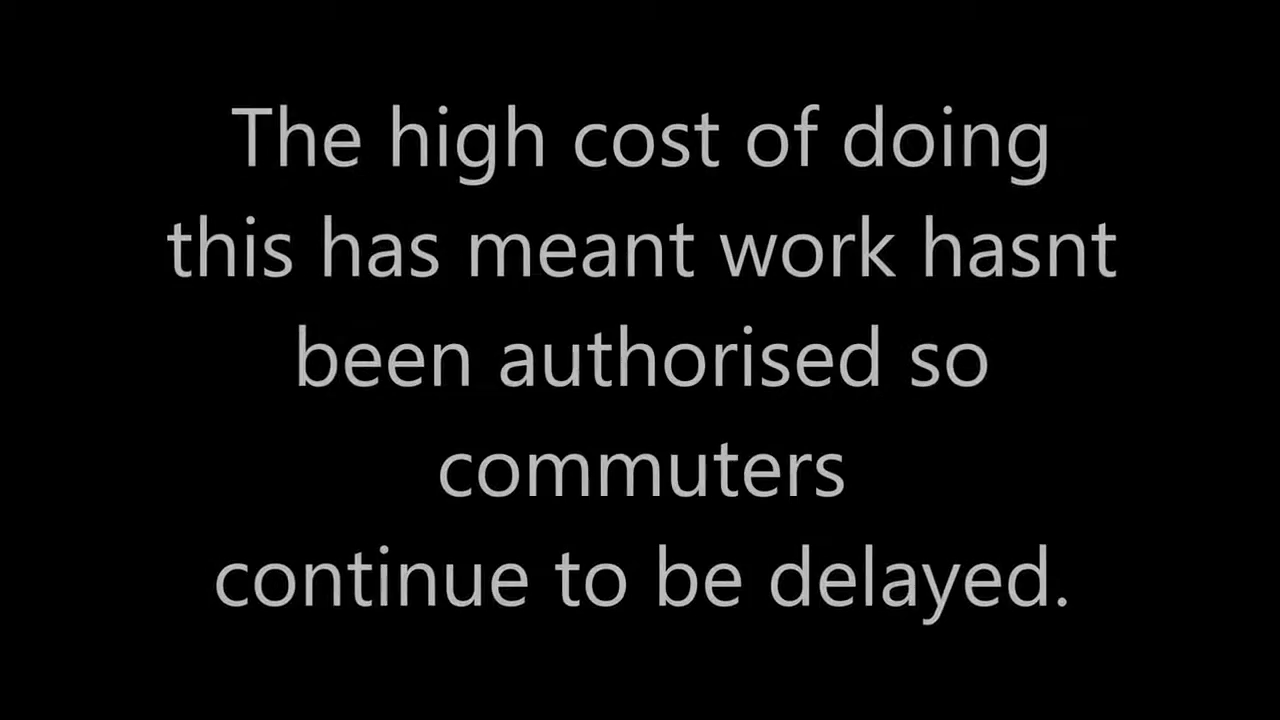 The high cost of doing
this has meant work hasnt
been authorised so
commuters
continue to be delayed.